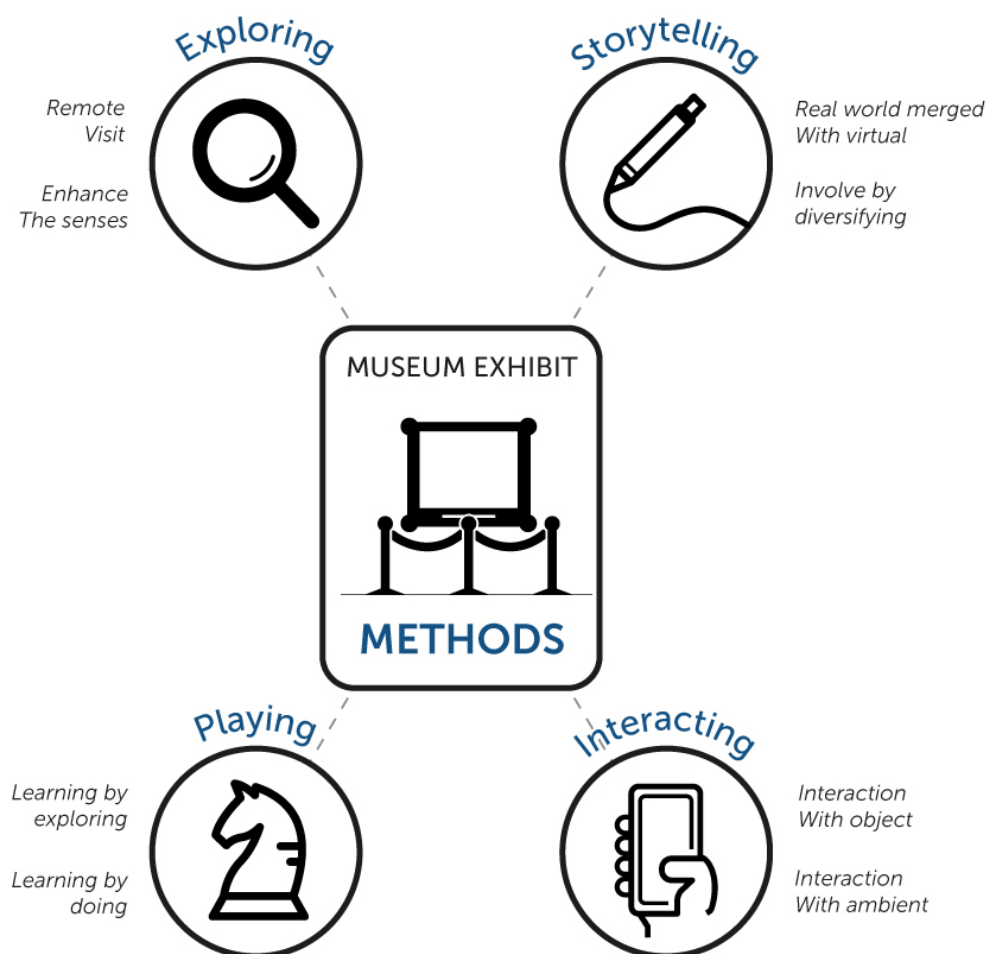 Exploring
Remote
Visit
Enhance
The senses
Storytelling
Real world merged
With virtual
Involve by
diversifying
MUSEUM EXHIBIT
METHODS
Playing
Learning by
exploring
Learning by
doing
Interacting
Interaction
With object
Interaction
With ambient